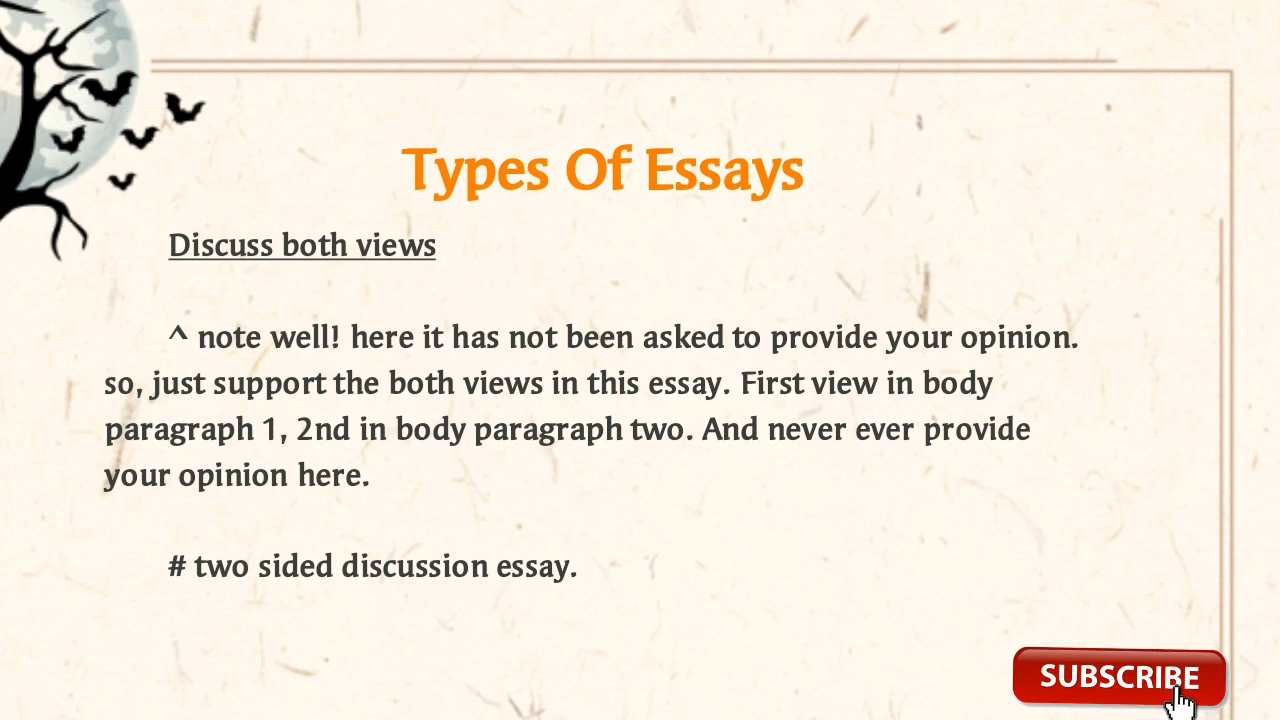 Types Of Essays
Discuss both views
^ note well! here it has not been asked to provide your opinion.
so, just support the both views in this essay. First view in body
paragraph 1, 2nd in body paragraph two. And never ever provide
your opinion here.
# two sided discussion essay.
SUBSCRIBE